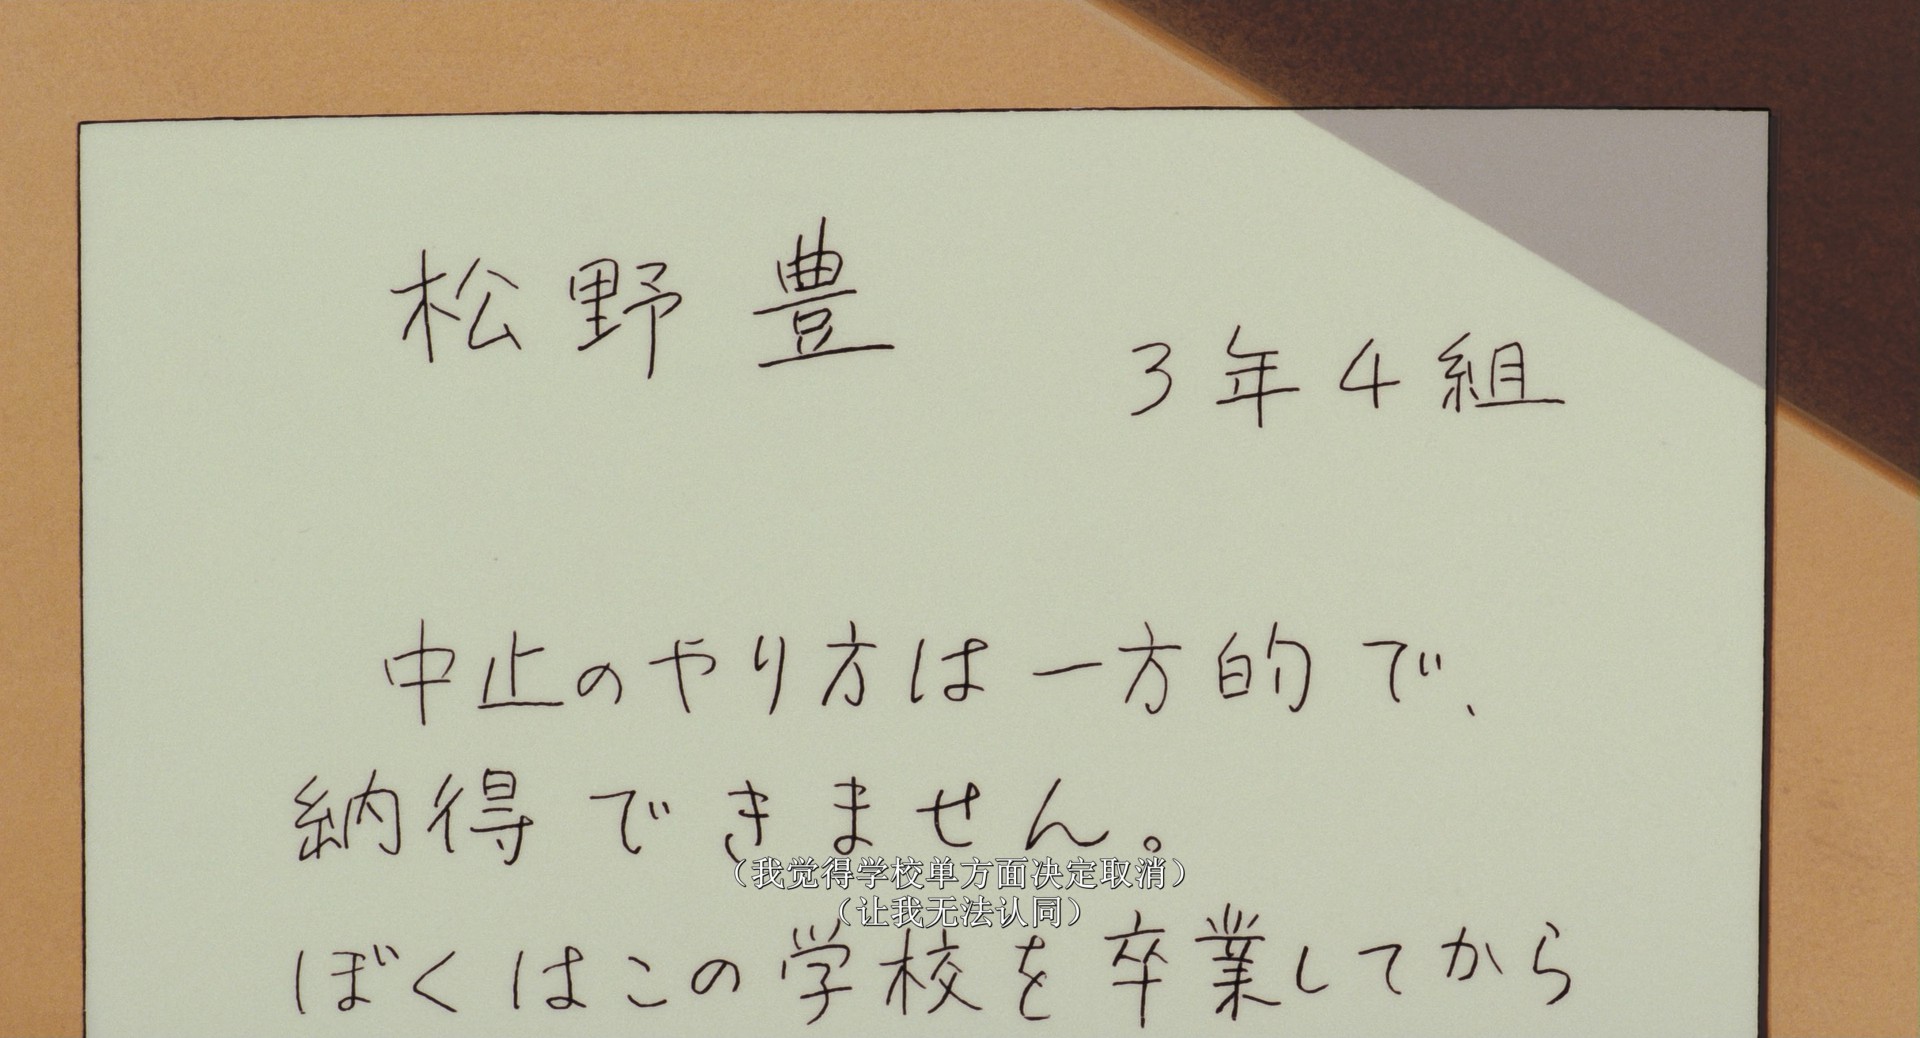 松野豊
3年4組
中止のやり方は一方的で、
納得できません。
（我觉得学校单方面决定取消）
（让我无法认同）
ぼくはこの学校を卒業してから